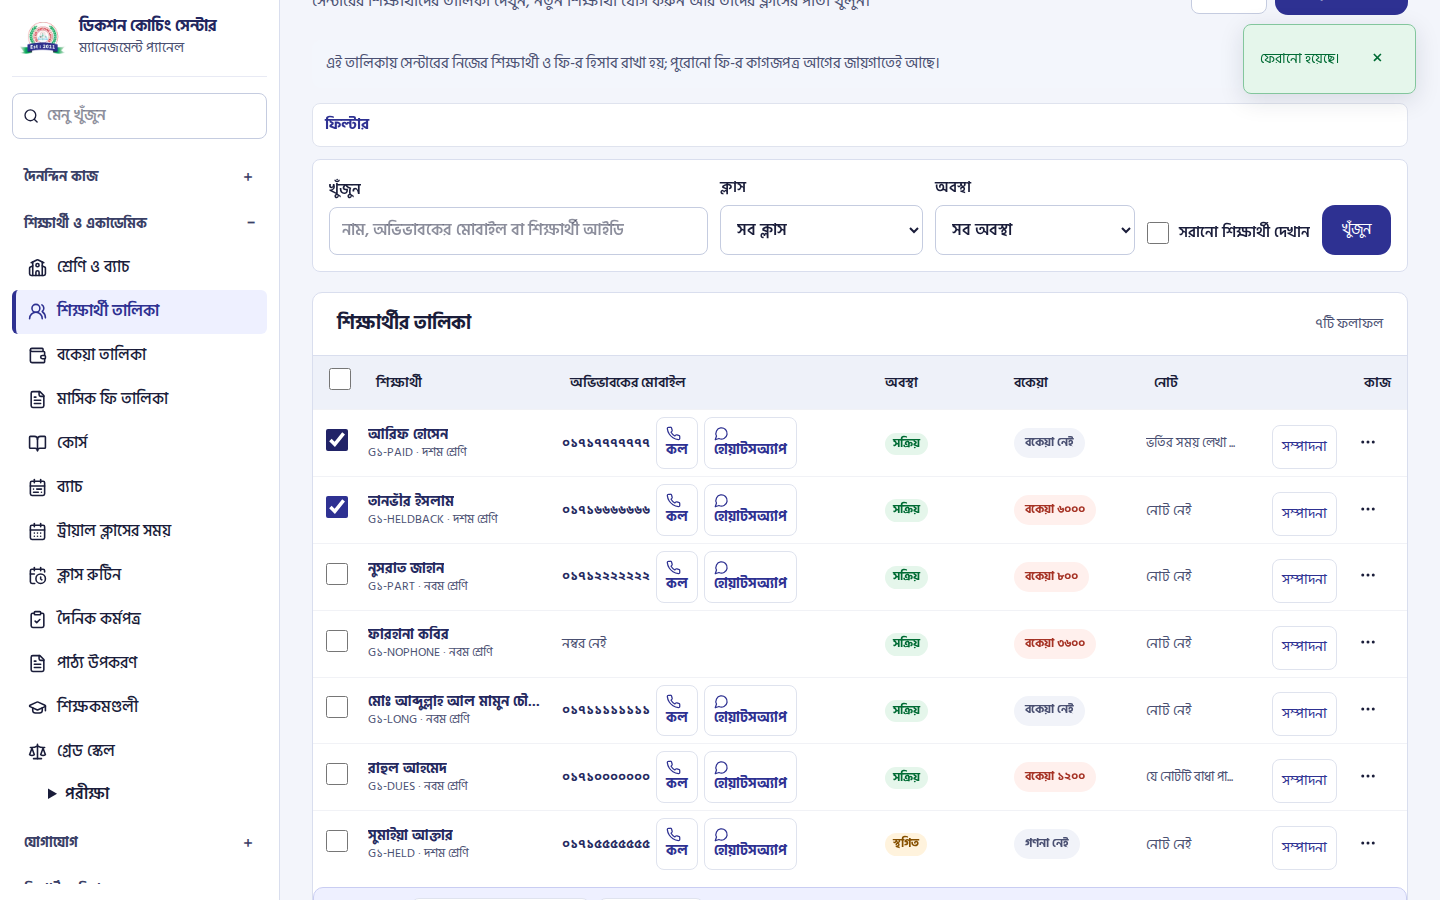 ডিকশন কোচিং সেন্টার
ম্যানেজমেন্ট প্যানেল
Est : 2011
মেনু খুঁজুন
দৈনন্দিন কাজ +
শিক্ষার্থী ও একাডেমিক −
শ্রেণি ও ব্যাচ
শিক্ষার্থী তালিকা
বকেয়া তালিকা
মাসিক ফি তালিকা
কোর্স
ব্যাচ
ট্রায়াল ক্লাসের সময়
ক্লাস রুটিন
দৈনিক কর্মপত্র
পাঠ্য উপকরণ
শিক্ষকমণ্ডলী
গ্রেড স্কেল
পরীক্ষা
যোগাযোগ +
সেন্টারের শিক্ষার্থীদের তালিকা দেখুন, নতুন শিক্ষার্থী যোগ করুন আর তাদের ক্লাসের পাতা খুলুন।
ফেরানো হয়েছে। ×
এই তালিকায় সেন্টারের নিজের শিক্ষার্থী ও ফি-র হিসাব রাখা হয়; পুরোনো ফি-র কাগজপত্র আগের জায়গাতেই আছে।
ফিল্টার
খুঁজুন ক্লাস অবস্থা
নাম, অভিভাবকের মোবাইল বা শিক্ষার্থী আইডি সব ক্লাস সব অবস্থা সরানো শিক্ষার্থী দেখান খুঁজুন
শিক্ষার্থীর তালিকা ৭টি ফলাফল
শিক্ষার্থী অভিভাবকের মোবাইল অবস্থা বকেয়া নোট কাজ
আরিফ হোসেন ০১৭১৭৭৭৭৭৭৭ কল হোয়াটসঅ্যাপ সক্রিয় বকেয়া নেই ভর্তির সময় লেখা ... সম্পাদনা ...
G১-PAID · দশম শ্রেণি
তানভীর ইসলাম ০১৭১৬৬৬৬৬৬৬ কল হোয়াটসঅ্যাপ সক্রিয় বকেয়া ৬০০০ নোট নেই সম্পাদনা ...
G১-HELDBACK · দশম শ্রেণি
নুসরাত জাহান ০১৭১২২২২২২২ কল হোয়াটসঅ্যাপ সক্রিয় বকেয়া ৮০০ নোট নেই সম্পাদনা ...
G১-PART · নবম শ্রেণি
ফারহানা কবির নম্বর নেই সক্রিয় বকেয়া ৩৬০০ নোট নেই সম্পাদনা ...
G১-NOPHONE · নবম শ্রেণি
মোঃ আব্দুল্লাহ আল মামুন চৌ... ০১৭১১১১১১১১ কল হোয়াটসঅ্যাপ সক্রিয় বকেয়া নেই নোট নেই সম্পাদনা ...
G১-LONG · নবম শ্রেণি
রাহুল আহমেদ ০১৭১০০০০০০০ কল হোয়াটসঅ্যাপ সক্রিয় বকেয়া ১২০০ যে নোটটি বাধা পা... সম্পাদনা ...
G১-DUES · নবম শ্রেণি
সুমাইয়া আক্তার ০১৭১৫৫৫৫৫৫৫ কল হোয়াটসঅ্যাপ স্থগিত গণনা নেই নোট নেই সম্পাদনা ...
G১-HELD · দশম শ্রেণি